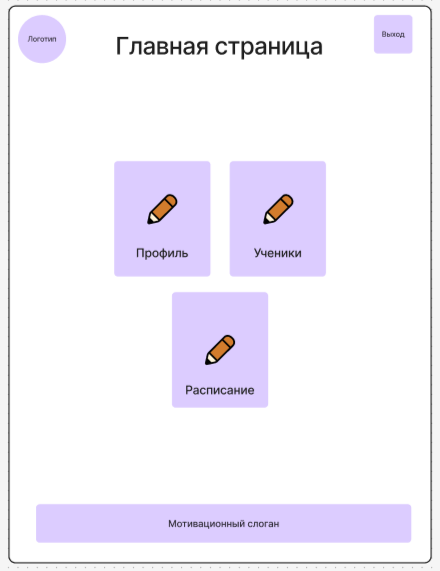 Логотип
Главная страница
Выход
Профиль
Ученики
Расписание
Мотивационный слоган